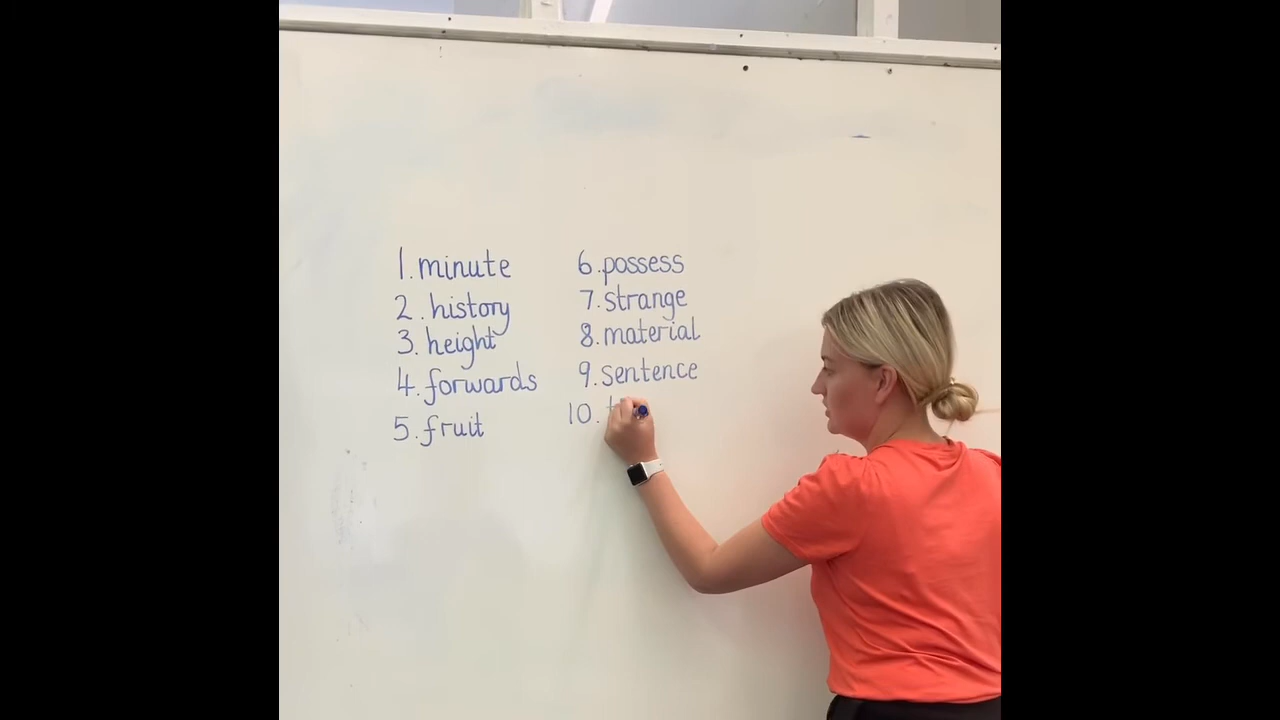 1. minute
2. history
3. height
4. forwards
5. fruit
6. possess
7. strange
8. material
9. sentence
10.